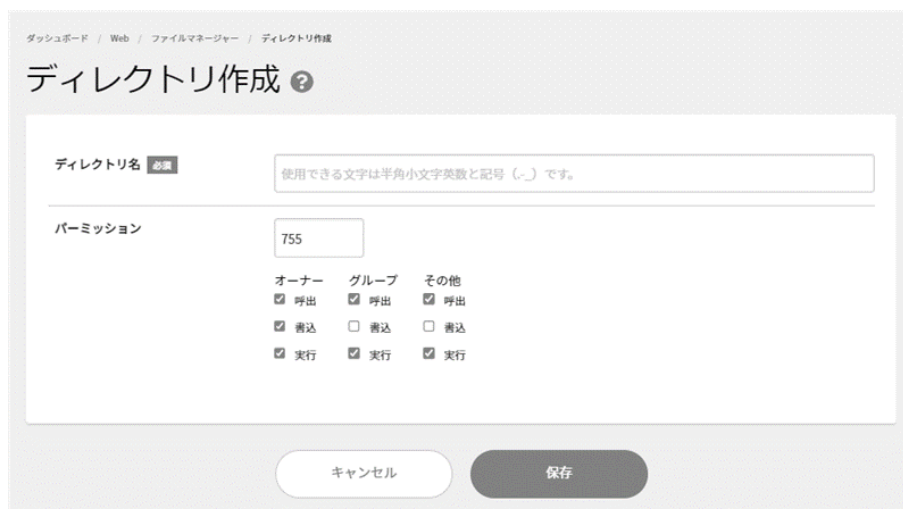 ダッシュボード / Web / ファイルマネージャー / ディレクトリ作成
ディレクトリ作成 ?
ディレクトリ名 必須
使用できる文字は半角小文字英数と記号（.-_）です。
パーミッション
755
オーナー グループ その他
呼出 呼出 呼出
書込 書込 書込
実行 実行 実行
キャンセル 保存